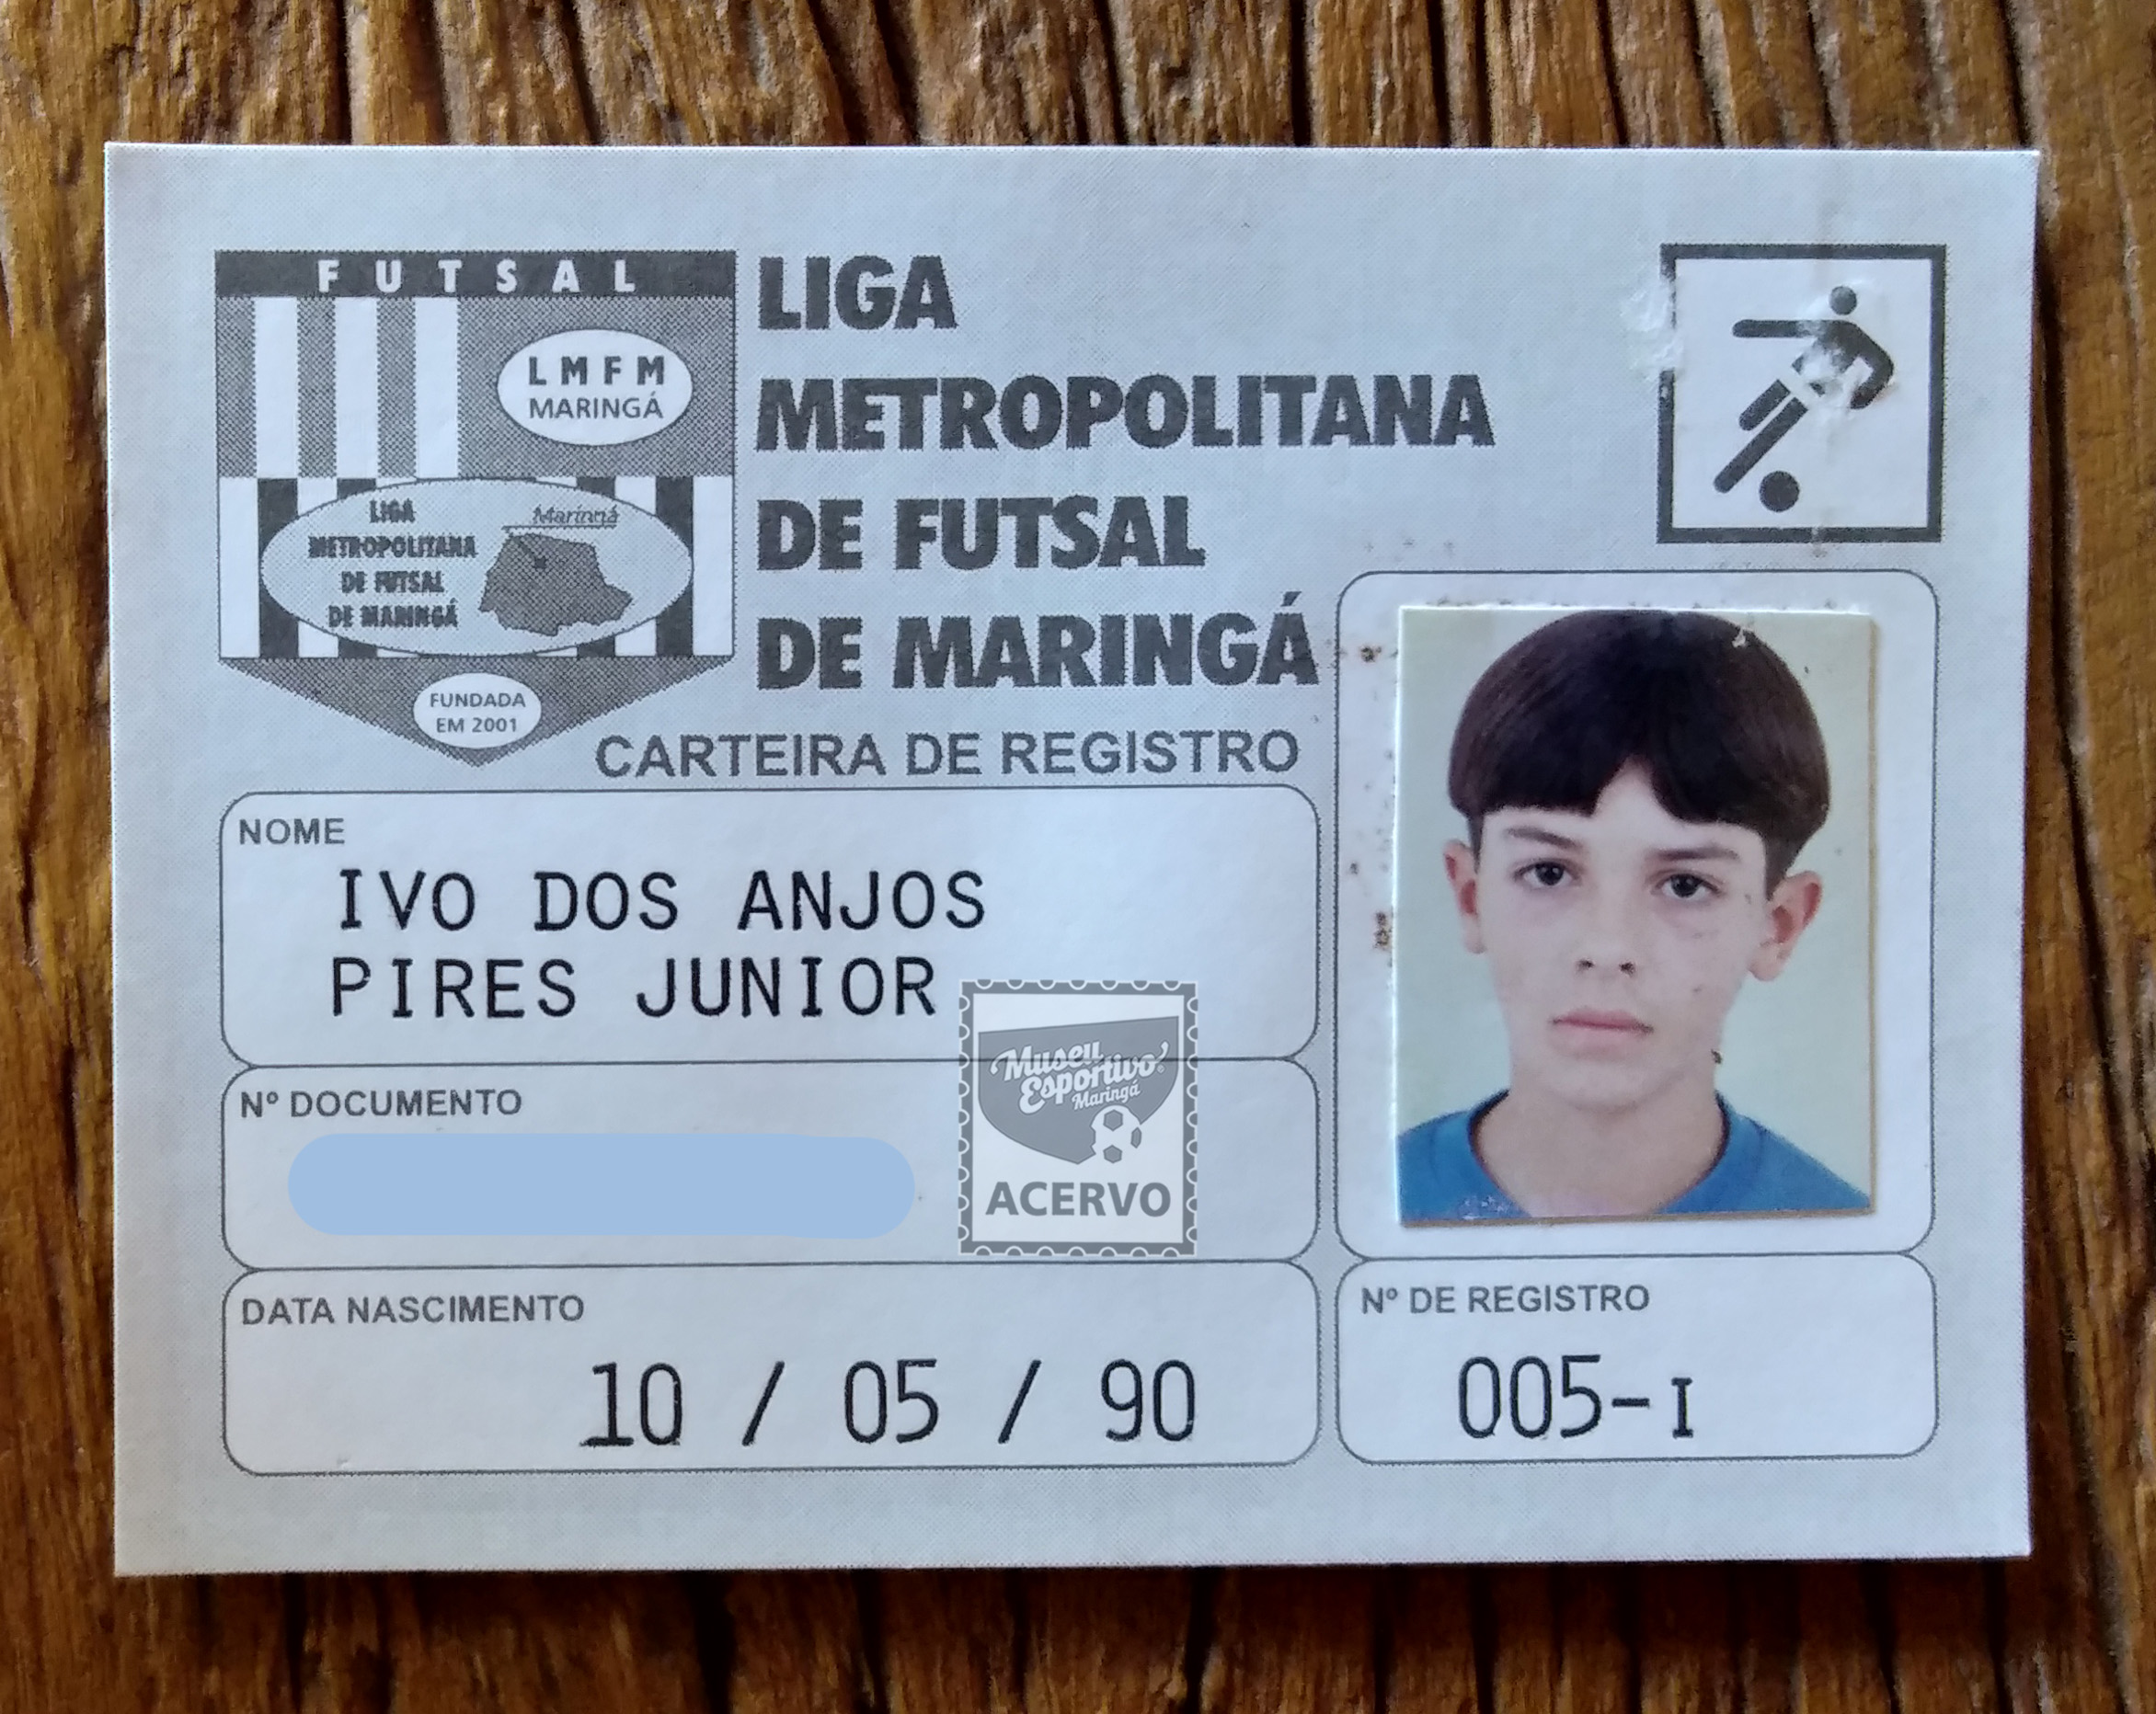 FUTSAL
LMFM
MARINGÁ
LIGA
METROPOLITANA
DE FUTSAL
DE MARINGÁ
Maringá
FUNDADA
EM 2001
LIGA
METROPOLITANA
DE FUTSAL
DE MARINGÁ
CARTEIRA DE REGISTRO
NOME
IVO DOS ANJOS
PIRES JUNIOR
Nº DOCUMENTO
Museu
Esportivo
Maringá
ACERVO
DATA NASCIMENTO
10 / 05 / 90
Nº DE REGISTRO
005-I